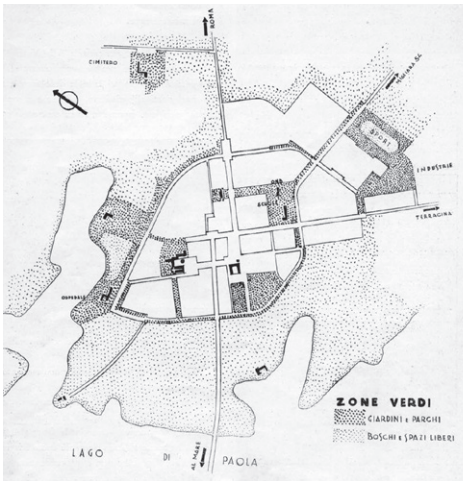 ROMA
CIMITERO
SPORT
INDUSTRIE
TERRACINA
OSPEDALE
ZONE VERDI
GIARDINI E PARCHI
BOSCHI E SPAZI LIBERI
LAGO DI PAOLA
AL MARE